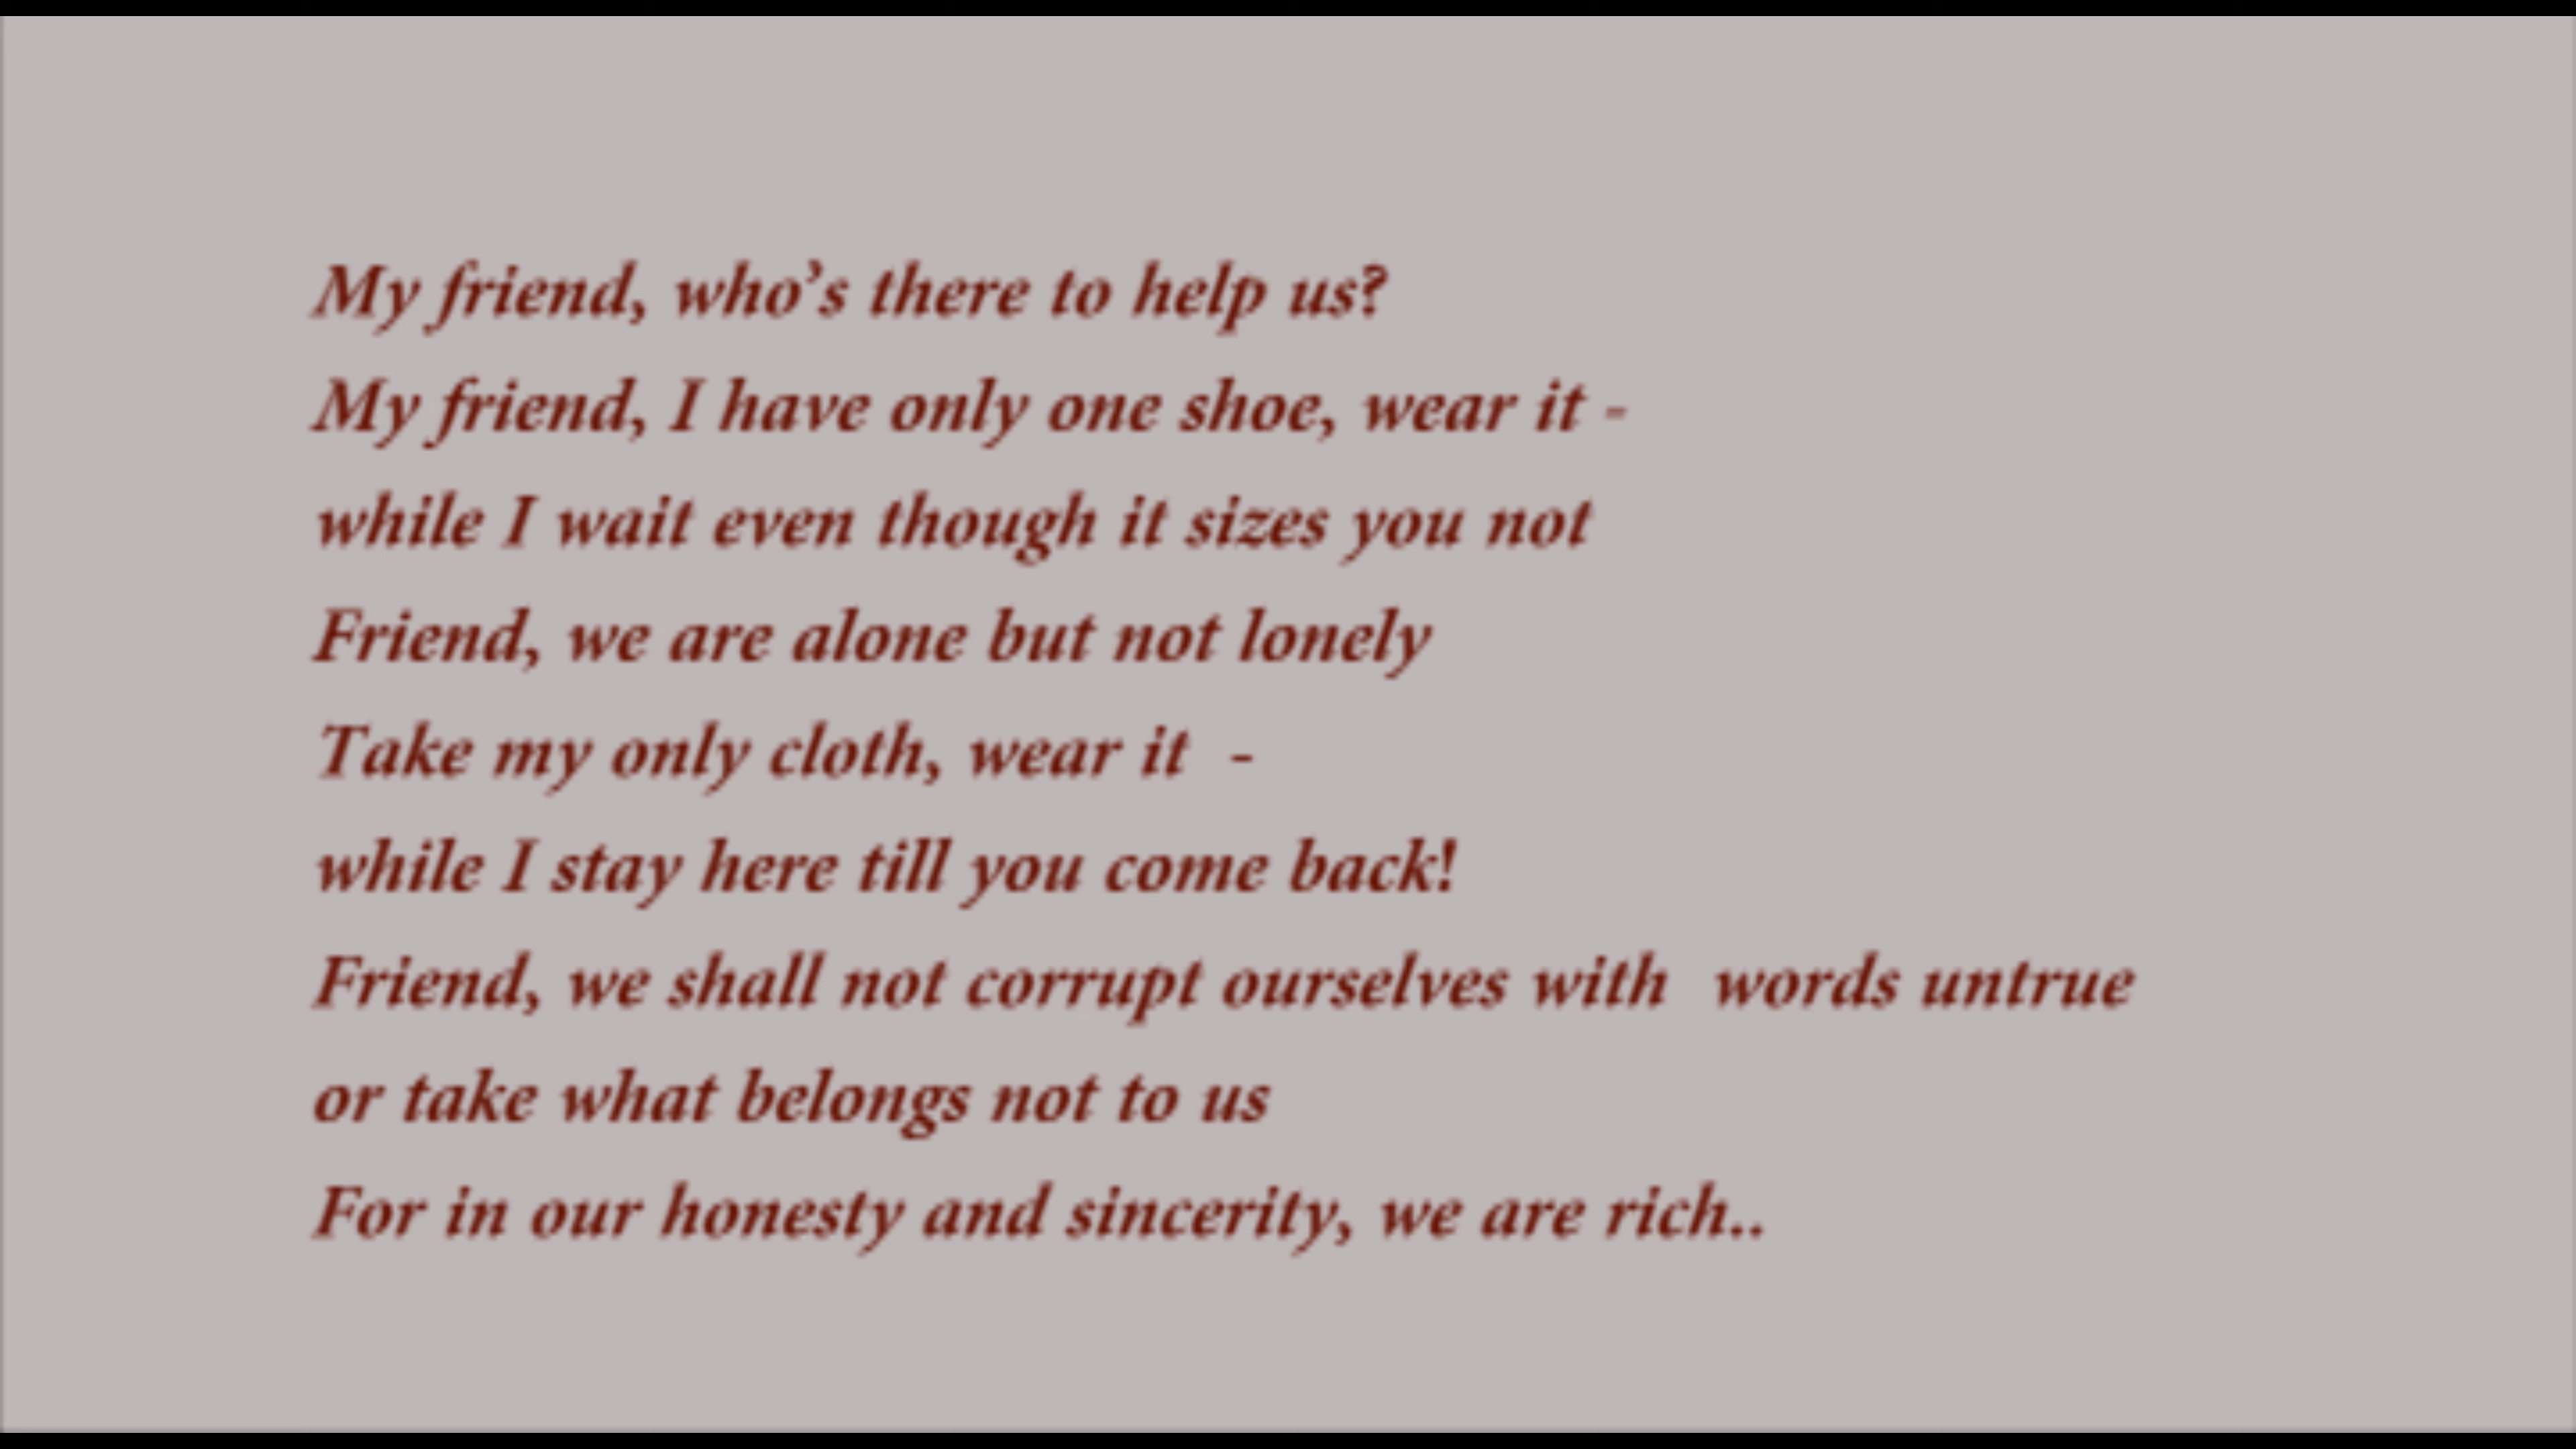 My friend, who’s there to help us?
My friend, I have only one shoe, wear it -
while I wait even though it sizes you not
Friend, we are alone but not lonely
Take my only cloth, wear it  -
while I stay here till you come back!
Friend, we shall not corrupt ourselves with  words untrue
or take what belongs not to us
For in our honesty and sincerity, we are rich..